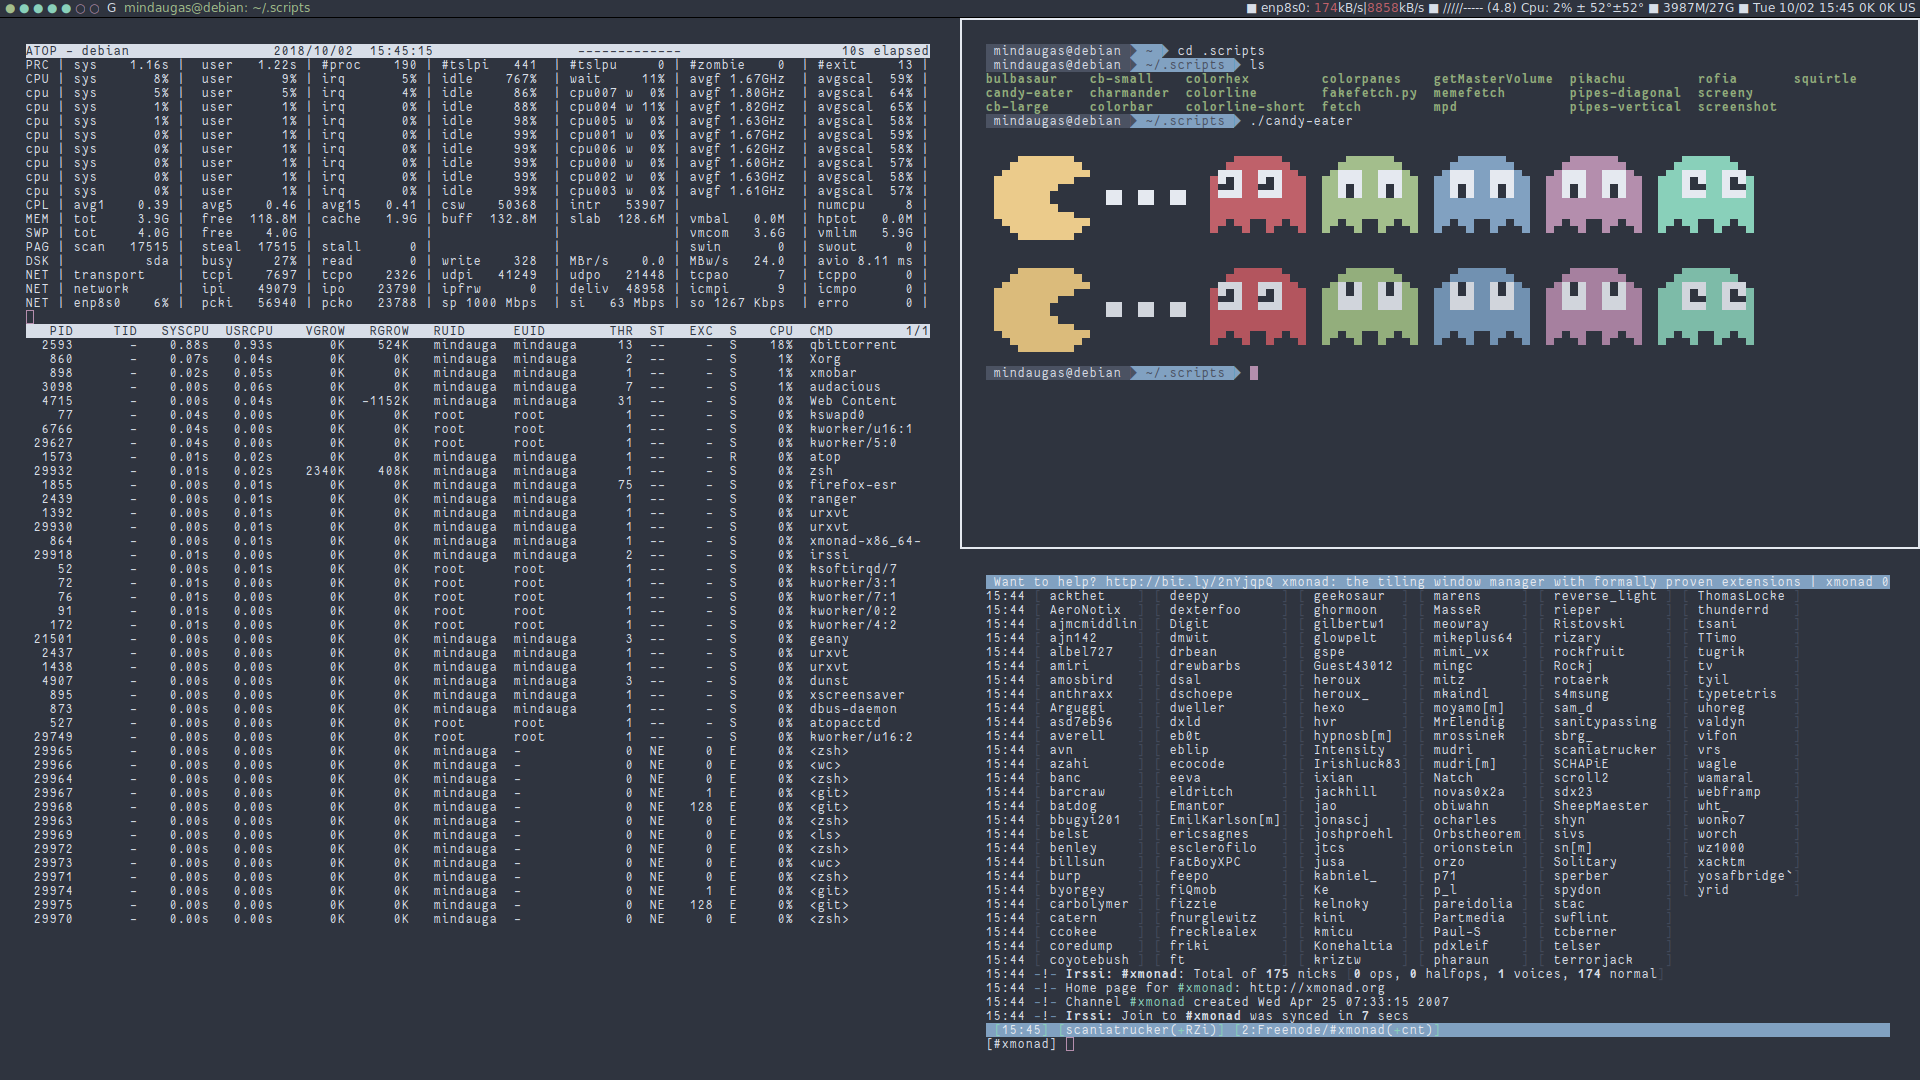 G mindaugas@debian: ~/.scripts
■ enp8s0: 174kB/s|8858kB/s ■ /////----- (4.8) Cpu: 2% ± 52°±52° ■ 3987M/27G ■ Tue 10/02 15:45 0K 0K US
ATOP - debian 2018/10/02 15:45:15 ------------- 10s elapsed
PRC | sys 1.16s | user 1.22s | #proc 190 | #tslpi 441 | #tslpu 0 | #zombie 0 | #exit 13 |
CPU | sys 8% | user 9% | irq 5% | idle 767% | wait 11% | avgf 1.67GHz | avgscal 59% |
cpu | sys 5% | user 5% | irq 4% | idle 86% | cpu007 w 0% | avgf 1.80GHz | avgscal 64% |
cpu | sys 1% | user 1% | irq 0% | idle 88% | cpu004 w 11% | avgf 1.82GHz | avgscal 65% |
cpu | sys 1% | user 1% | irq 0% | idle 98% | cpu005 w 0% | avgf 1.63GHz | avgscal 58% |
cpu | sys 0% | user 1% | irq 0% | idle 99% | cpu001 w 0% | avgf 1.67GHz | avgscal 59% |
cpu | sys 0% | user 0% | irq 0% | idle 99% | cpu006 w 0% | avgf 1.62GHz | avgscal 58% |
cpu | sys 0% | user 0% | irq 0% | idle 99% | cpu000 w 0% | avgf 1.60GHz | avgscal 57% |
cpu | sys 0% | user 1% | irq 0% | idle 99% | cpu002 w 0% | avgf 1.63GHz | avgscal 58% |
cpu | sys 0% | user 1% | irq 0% | idle 99% | cpu003 w 0% | avgf 1.61GHz | avgscal 57% |
CPL | avg1 0.39 | avg5 0.46 | avg15 0.41 | csw 50368 | intr 53907 | | numcpu 8 |
MEM | tot 3.9G | free 118.8M | cache 1.9G | buff 132.8M | slab 128.6M | vmbal 0.0M | hptot 0.0M |
SWP | tot 4.0G | free 4.0G | | | | vmcom 3.6G | vmlim 5.9G |
PAG | scan 17515 | steal 17515 | stall 0 | | | swin 0 | swout 0 |
DSK | sda | busy 27% | read 0 | write 328 | MBr/s 0.0 | MBw/s 24.0 | avio 8.11 ms |
NET | transport | tcpi 7697 | tcpo 2326 | udpi 41249 | udpo 21448 | tcpao 7 | tcppo 0 |
NET | network | ipi 49079 | ipo 23790 | ipfrw 0 | deliv 48958 | icmpi 9 | icmpo 0 |
NET | enp8s0 6% | pcki 56940 | pcko 23788 | sp 1000 Mbps | si 63 Mbps | so 1267 Kbps | erro 0 |
PID TID SYSCPU USRCPU VGROW RGROW RUID EUID THR ST EXC S CPU CMD 1/1
2593 - 0.88s 0.93s 0K 524K mindauga mindauga 13 -- - S 18% qbittorrent
860 - 0.07s 0.04s 0K 0K mindauga mindauga 2 -- - S 1% Xorg
898 - 0.02s 0.05s 0K 0K mindauga mindauga 1 -- - S 1% xmobar
3098 - 0.00s 0.06s 0K 0K mindauga mindauga 7 -- - S 1% audacious
4715 - 0.00s 0.04s 0K -1152K mindauga mindauga 31 -- - S 0% Web Content
77 - 0.04s 0.00s 0K 0K root root 1 -- - S 0% kswapd0
6766 - 0.04s 0.00s 0K 0K root root 1 -- - S 0% kworker/u16:1
29627 - 0.04s 0.00s 0K 0K root root 1 -- - S 0% kworker/5:0
1573 - 0.01s 0.02s 0K 0K mindauga mindauga 1 -- - R 0% atop
29932 - 0.01s 0.02s 2340K 408K mindauga mindauga 1 -- - S 0% zsh
1855 - 0.00s 0.01s 0K 0K mindauga mindauga 75 -- - S 0% firefox-esr
2439 - 0.00s 0.01s 0K 0K mindauga mindauga 1 -- - S 0% ranger
1392 - 0.00s 0.01s 0K 0K mindauga mindauga 1 -- - S 0% urxvt
29930 - 0.00s 0.01s 0K 0K mindauga mindauga 1 -- - S 0% urxvt
864 - 0.00s 0.01s 0K 0K mindauga mindauga 1 -- - S 0% xmonad-x86_64-
29918 - 0.01s 0.00s 0K 0K mindauga mindauga 2 -- - S 0% irssi
52 - 0.01s 0.00s 0K 0K root root 1 -- - S 0% ksoftirqd/7
72 - 0.01s 0.00s 0K 0K root root 1 -- - S 0% kworker/3:1
76 - 0.01s 0.00s 0K 0K root root 1 -- - S 0% kworker/7:1
91 - 0.01s 0.00s 0K 0K root root 1 -- - S 0% kworker/0:2
172 - 0.01s 0.00s 0K 0K root root 1 -- - S 0% kworker/4:2
21501 - 0.00s 0.00s 0K 0K mindauga mindauga 3 -- - S 0% geany
2437 - 0.00s 0.00s 0K 0K mindauga mindauga 1 -- - S 0% urxvt
1438 - 0.00s 0.00s 0K 0K mindauga mindauga 1 -- - S 0% urxvt
4907 - 0.00s 0.00s 0K 0K mindauga mindauga 3 -- - S 0% dunst
895 - 0.00s 0.00s 0K 0K mindauga mindauga 1 -- - S 0% xscreensaver
873 - 0.00s 0.00s 0K 0K mindauga mindauga 1 -- - S 0% dbus-daemon
527 - 0.00s 0.00s 0K 0K root root 1 -- - S 0% atopacctd
29749 - 0.00s 0.00s 0K 0K root root 1 -- - S 0% kworker/u16:2
29965 - 0.00s 0.00s 0K 0K mindauga - 0 NE 0 E 0% <zsh>
29966 - 0.00s 0.00s 0K 0K mindauga - 0 NE 0 E 0% <wc>
29964 - 0.00s 0.00s 0K 0K mindauga - 0 NE 0 E 0% <zsh>
29967 - 0.00s 0.00s 0K 0K mindauga - 0 NE 1 E 0% <git>
29968 - 0.00s 0.00s 0K 0K mindauga - 0 NE 128 E 0% <git>
29963 - 0.00s 0.00s 0K 0K mindauga - 0 NE 0 E 0% <zsh>
29969 - 0.00s 0.00s 0K 0K mindauga - 0 NE 0 E 0% <ls>
29972 - 0.00s 0.00s 0K 0K mindauga - 0 NE 0 E 0% <zsh>
29973 - 0.00s 0.00s 0K 0K mindauga - 0 NE 0 E 0% <wc>
29971 - 0.00s 0.00s 0K 0K mindauga - 0 NE 0 E 0% <zsh>
29974 - 0.00s 0.00s 0K 0K mindauga - 0 NE 1 E 0% <git>
29975 - 0.00s 0.00s 0K 0K mindauga - 0 NE 128 E 0% <git>
29970 - 0.00s 0.00s 0K 0K mindauga - 0 NE 0 E 0% <zsh>
mindaugas@debian ~ cd .scripts
mindaugas@debian ~/.scripts ls
bulbasaur cb-small colorhex colorpanes getMasterVolume pikachu rofia squirtle
candy-eater charmander colorline fakefetch.py memefetch pipes-diagonal screeny
cb-large colorbar colorline-short fetch mpd pipes-vertical screenshot
mindaugas@debian ~/.scripts ./candy-eater
mindaugas@debian ~/.scripts
Want to help? http://bit.ly/2nYjqpQ xmonad: the tiling window manager with formally proven extensions | xmonad 0
15:44 ackthet deepy geekosaur marens reverse_light ThomasLocke
15:44 AeroNotix dexterfoo ghormoon MasseR rieper thunderrd
15:44 ajmcmiddlin Digit gilbertw1 meowray Ristovski tsani
15:44 ajn142 dmwit glowpelt mikeplus64 rizary TTimo
15:44 albel727 drbean gspe mimi_vx rockfruit tugrik
15:44 amiri drewbarbs Guest43012 mingc Rockj tv
15:44 amosbird dsal heroux mitz rotaerk tyil
15:44 anthraxx dschoepe heroux_ mkaindl s4msung typetetris
15:44 Arguggi dweller hexo moyamo[m] sam_d uhoreg
15:44 asd7eb96 dxld hvr MrElendig sanitypassing valdyn
15:44 averell eb0t hypnosb[m] mrossinek sbrg_ vifon
15:44 avn eblip Intensity mudri scaniatrucker vrs
15:44 azahi ecocode Irishluck83 mudri[m] SCHAPiE wagle
15:44 banc eeva ixian Natch scroll2 wamaral
15:44 barcraw eldritch jackhill novas0x2a sdx23 webframp
15:44 batdog Emantor jao obiwahn SheepMaester wht_
15:44 bbugyi201 EmilKarlson[m] jonascj ocharles shyn wonko7
15:44 belst ericsagnes joshproehl Orbstheorem sivs worch
15:44 benley esclerofilo jtcs orionstein sn[m] wz1000
15:44 billsun FatBoyXPC jusa orzo Solitary xacktm
15:44 burp feepo kabniel_ p71 sperber yosafbridge`
15:44 byorgey fiQmob Ke p_l spydon yrid
15:44 carbolymer fizzie kelnoky pareidolia stac
15:44 catern fnurglewitz kini Partmedia swflint
15:44 ccokee frecklealex kmicu Paul-S tcberner
15:44 coredump friki Konehaltia pdxleif telser
15:44 coyotebush ft kriztw pharaun terrorjack
15:44 -!- Irssi: #xmonad: Total of 175 nicks [0 ops, 0 halfops, 1 voices, 174 normal]
15:44 -!- Home page for #xmonad: http://xmonad.org
15:44 -!- Channel #xmonad created Wed Apr 25 07:33:15 2007
15:44 -!- Irssi: Join to #xmonad was synced in 7 secs
[15:45] [scaniatrucker(+RZi)] [2:Freenode/#xmonad(+cnt)]
[#xmonad]